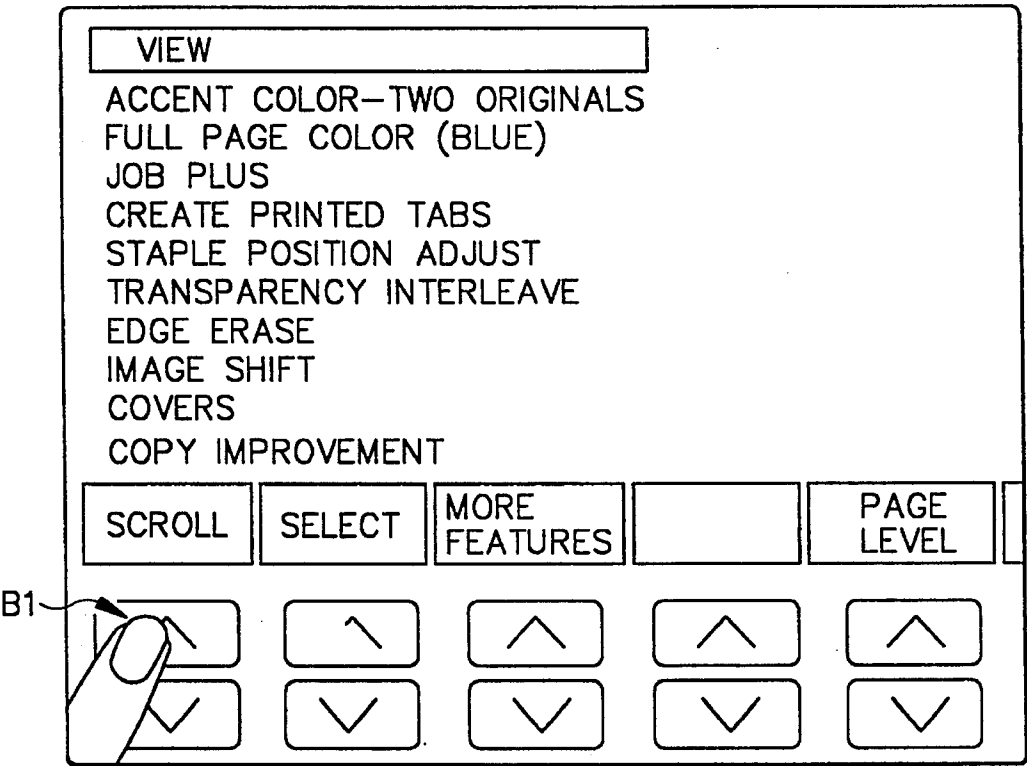 VIEW
ACCENT COLOR-TWO ORIGINALS
FULL PAGE COLOR (BLUE)
JOB PLUS
CREATE PRINTED TABS
STAPLE POSITION ADJUST
TRANSPARENCY INTERLEAVE
EDGE ERASE
IMAGE SHIFT
COVERS
COPY IMPROVEMENT
SCROLL
SELECT
MORE
FEATURES
PAGE
LEVEL
B1